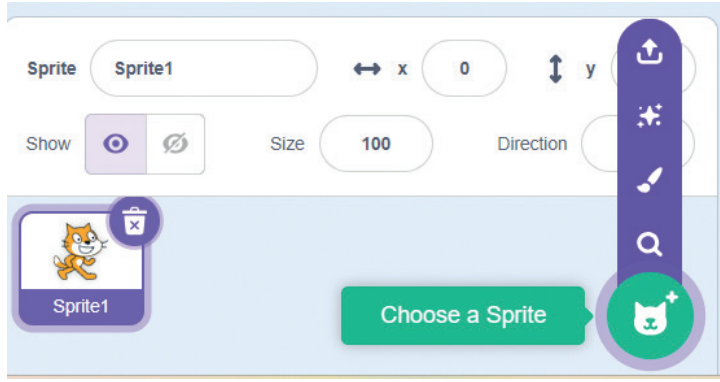 Sprite Sprite1 x 0 y
Show Size 100 Direction
Sprite1
Choose a Sprite